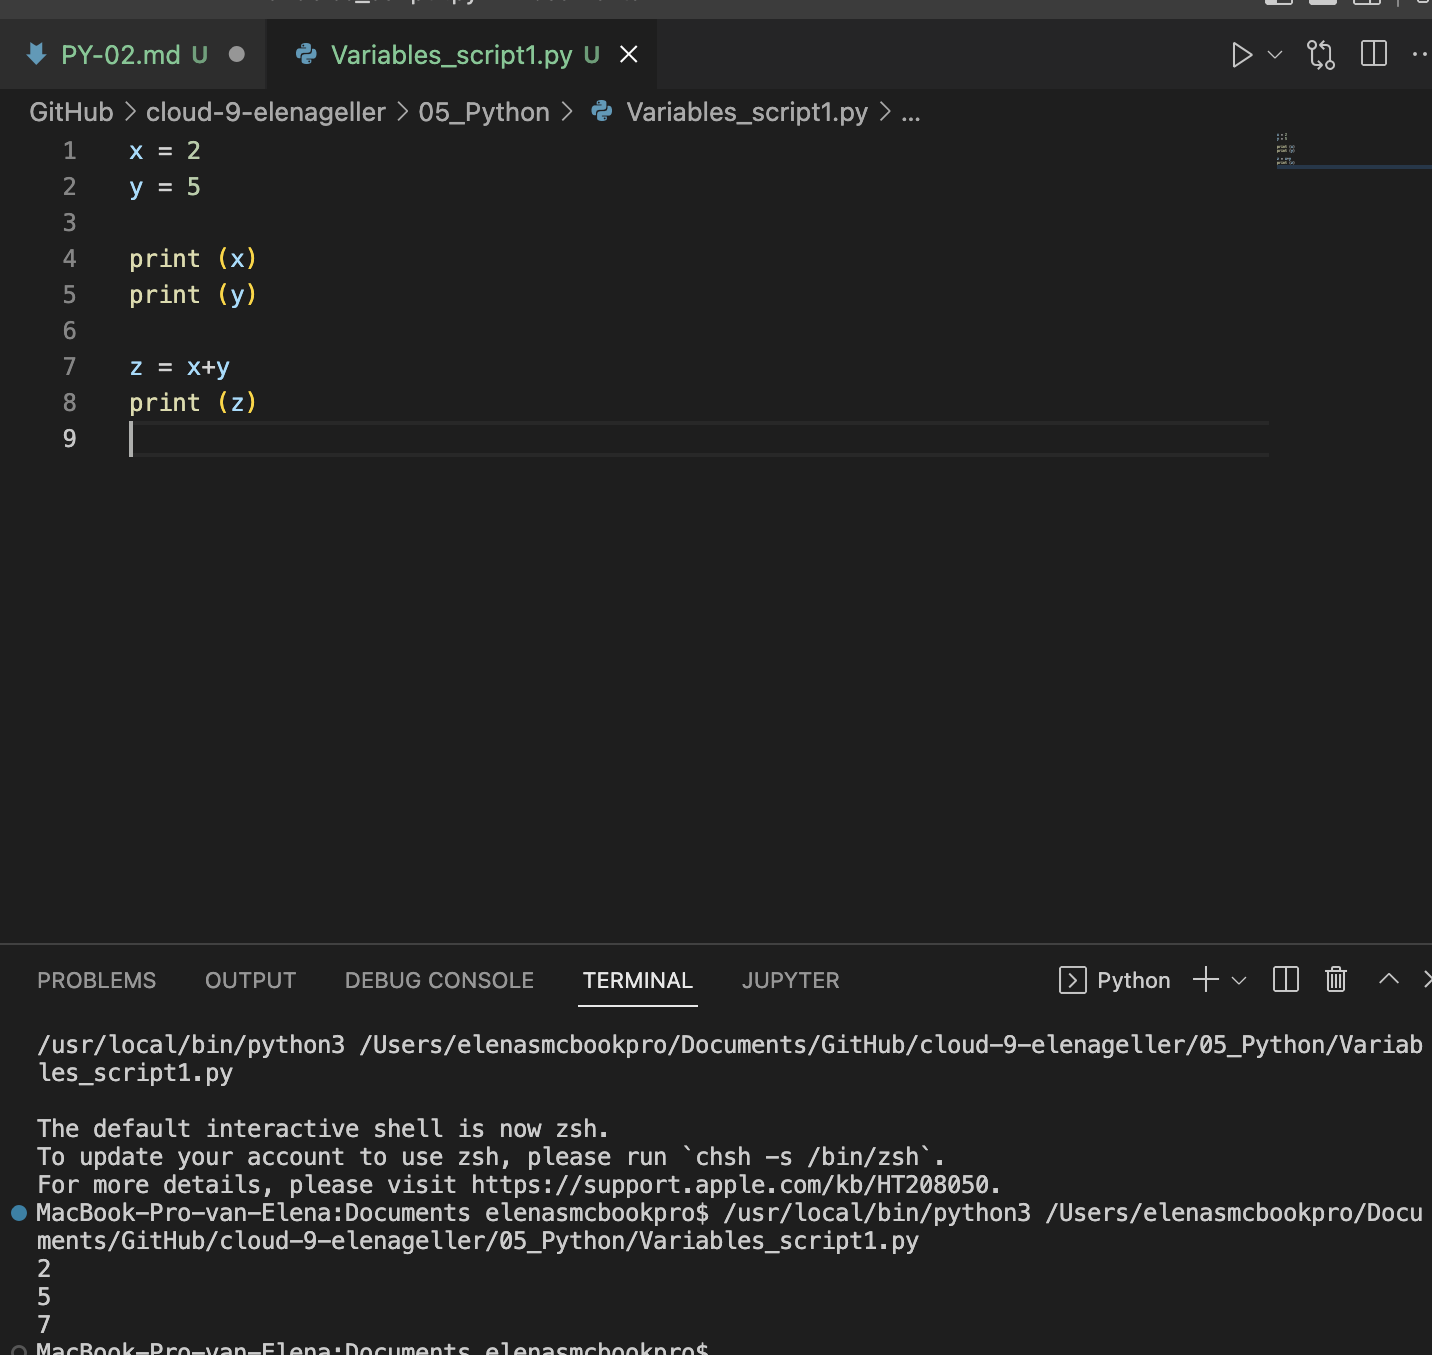 PY-02.md U
Variables_script1.py U
GitHub > cloud-9-elenageller > 05_Python > Variables_script1.py > ...
1 x = 2
2 y = 5
3
4 print (x)
5 print (y)
6
7 z = x+y
8 print (z)
9
PROBLEMS OUTPUT DEBUG CONSOLE TERMINAL JUPYTER Python
/usr/local/bin/python3 /Users/elenasmcbookpro/Documents/GitHub/cloud-9-elenageller/05_Python/Variab
les_script1.py
The default interactive shell is now zsh.
To update your account to use zsh, please run `chsh -s /bin/zsh`.
For more details, please visit https://support.apple.com/kb/HT208050.
MacBook-Pro-van-Elena:Documents elenasmcbookpro$ /usr/local/bin/python3 /Users/elenasmcbookpro/Docu
ments/GitHub/cloud-9-elenageller/05_Python/Variables_script1.py
2
5
7
MacBook-Pro-van-Elena:Documents elenasmcbookpro$